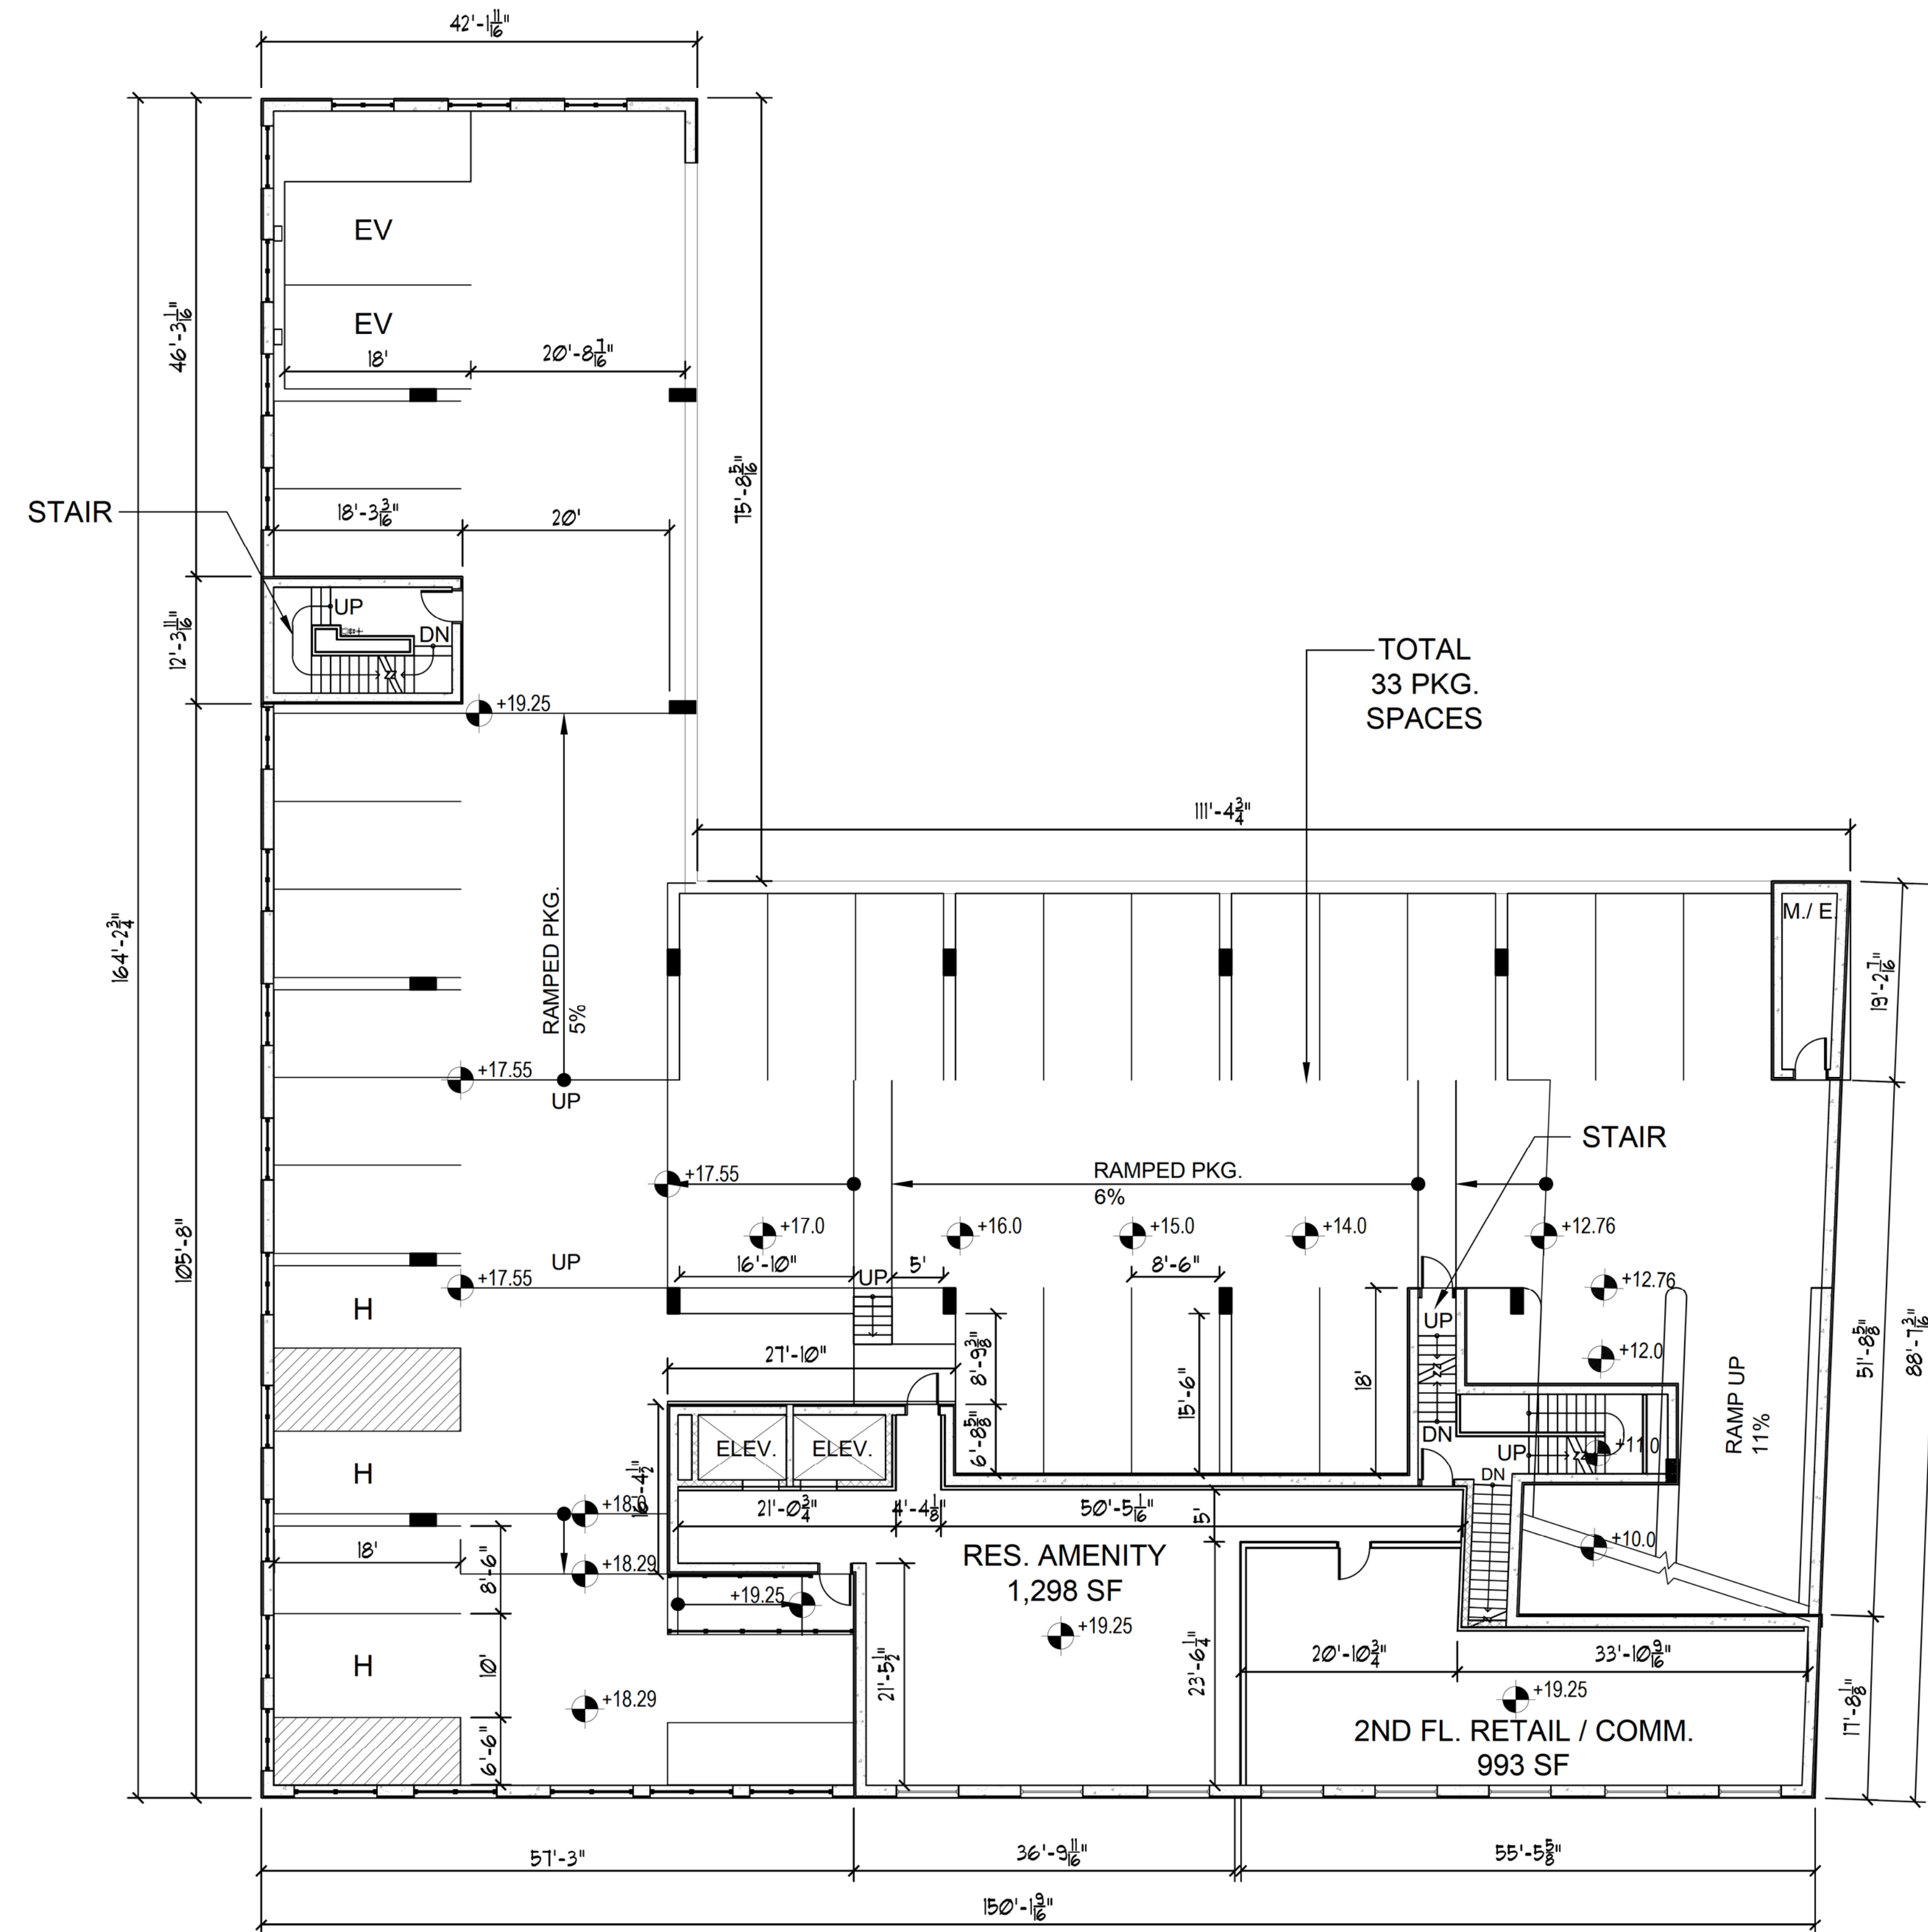 42'-1 11/16"
EV
EV
18'
20'-8 7/16"
46'-3 1/16"
75'-8 5/16"
STAIR
18'-3 3/16"
20'
UP
DN
12'-3 11/16"
+19.25
TOTAL
33 PKG.
SPACES
111'-4 3/4"
164'-2 3/4"
RAMPED PKG.
5%
M./ E.
19'-2 7/16"
+17.55
UP
STAIR
+17.55
RAMPED PKG.
6%
+17.0
+16.0
+15.0
+14.0
+12.76
105'-8"
UP
16'-10"
5'
8'-6"
+17.55
UP
+12.76
H
UP
27'-10"
8'-9 3/8"
15'-6"
18'
+12.0
51'-8 5/8"
88'-7 3/16"
RAMP UP
11%
ELEV.
ELEV.
6'-8 5/8"
DN
UP
+11.0
H
DN
16'-4 1/2"
+18.0
21'-0 3/4"
4'-4 1/8"
50'-5 1/16"
5'
+10.0
18'
8'-6"
+18.29
RES. AMENITY
1,298 SF
+19.25
+19.25
H
10'
21'-5 1/2"
23'-6 1/4"
20'-10 3/4"
33'-10 9/16"
+18.29
+19.25
17'-8 1/8"
6'-6"
2ND FL. RETAIL / COMM.
993 SF
57'-3"
36'-9 11/16"
55'-5 5/8"
150'-1 9/16"